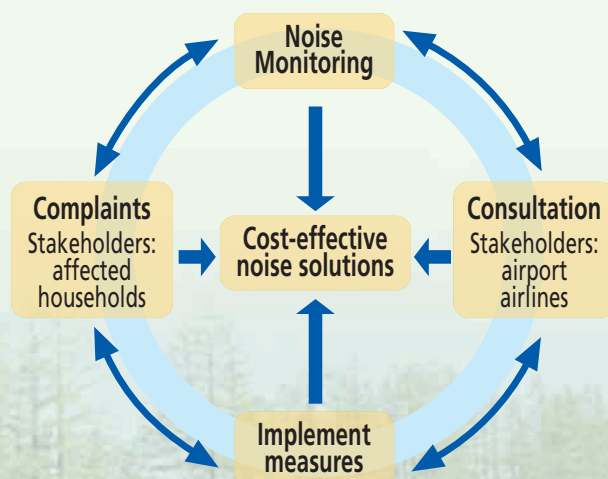 Noise
Monitoring
Complaints
Stakeholders:
affected
households
Cost-effective
noise solutions
Consultation
Stakeholders:
airport
airlines
Implement
measures